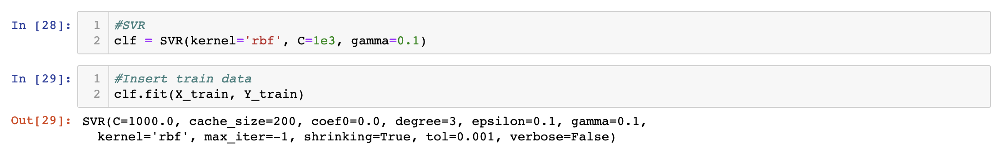 In [28]:
1 #SVR
2 clf = SVR(kernel='rbf', C=1e3, gamma=0.1)
In [29]:
1 #Insert train data
2 clf.fit(X_train, Y_train)
Out[29]: SVR(C=1000.0, cache_size=200, coef0=0.0, degree=3, epsilon=0.1, gamma=0.1,
kernel='rbf', max_iter=-1, shrinking=True, tol=0.001, verbose=False)